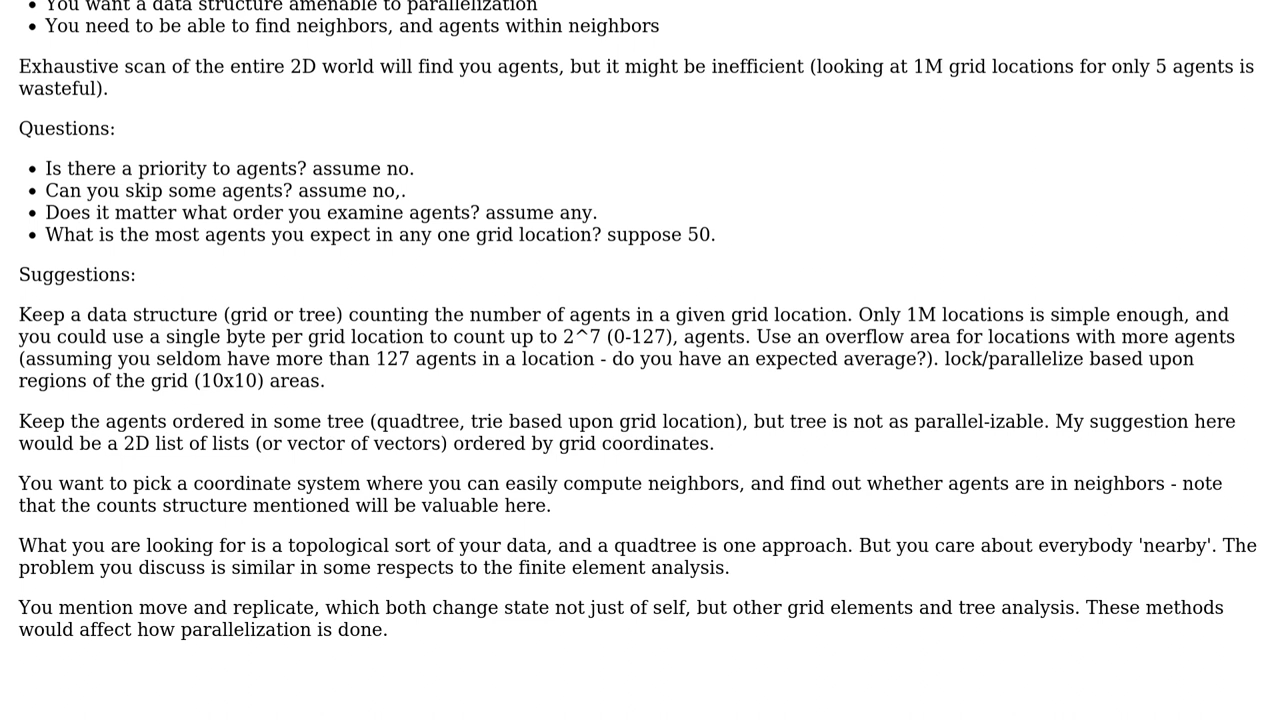 • You want a data structure amenable to parallelization
• You need to be able to find neighbors, and agents within neighbors
Exhaustive scan of the entire 2D world will find you agents, but it might be inefficient (looking at 1M grid locations for only 5 agents is
wasteful).
Questions:
• Is there a priority to agents? assume no.
• Can you skip some agents? assume no,.
• Does it matter what order you examine agents? assume any.
• What is the most agents you expect in any one grid location? suppose 50.
Suggestions:
Keep a data structure (grid or tree) counting the number of agents in a given grid location. Only 1M locations is simple enough, and
you could use a single byte per grid location to count up to 2^7 (0-127), agents. Use an overflow area for locations with more agents
(assuming you seldom have more than 127 agents in a location - do you have an expected average?). lock/parallelize based upon
regions of the grid (10x10) areas.
Keep the agents ordered in some tree (quadtree, trie based upon grid location), but tree is not as parallel-izable. My suggestion here
would be a 2D list of lists (or vector of vectors) ordered by grid coordinates.
You want to pick a coordinate system where you can easily compute neighbors, and find out whether agents are in neighbors - note
that the counts structure mentioned will be valuable here.
What you are looking for is a topological sort of your data, and a quadtree is one approach. But you care about everybody 'nearby'. The
problem you discuss is similar in some respects to the finite element analysis.
You mention move and replicate, which both change state not just of self, but other grid elements and tree analysis. These methods
would affect how parallelization is done.